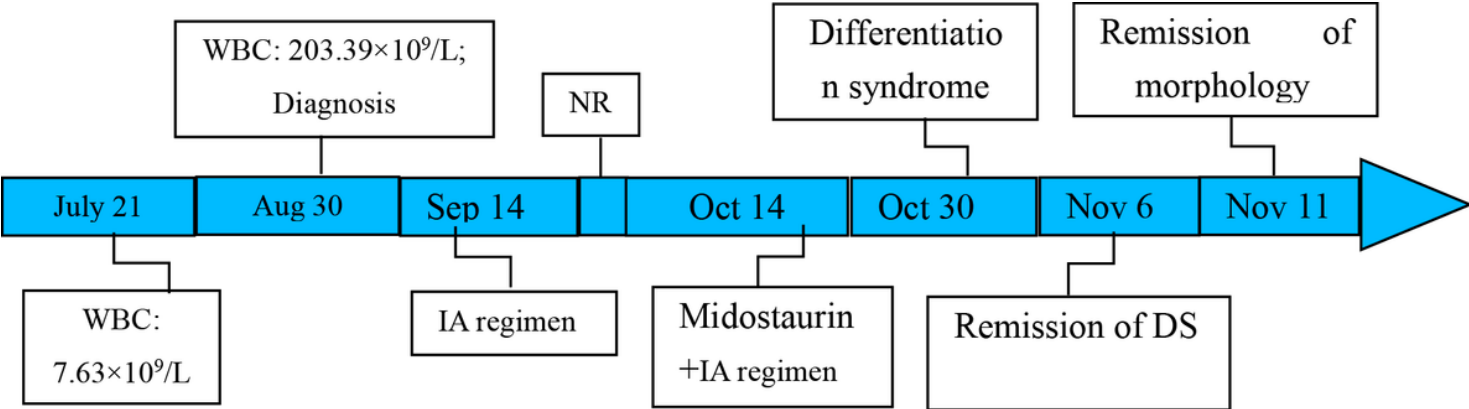 WBC: 203.39×10⁹/L;
Diagnosis
NR
Differentiatio
n syndrome
Remission of
morphology
July 21
Aug 30
Sep 14
Oct 14
Oct 30
Nov 6
Nov 11
WBC:
7.63×10⁹/L
IA regimen
Midostaurin
+IA regimen
Remission of DS